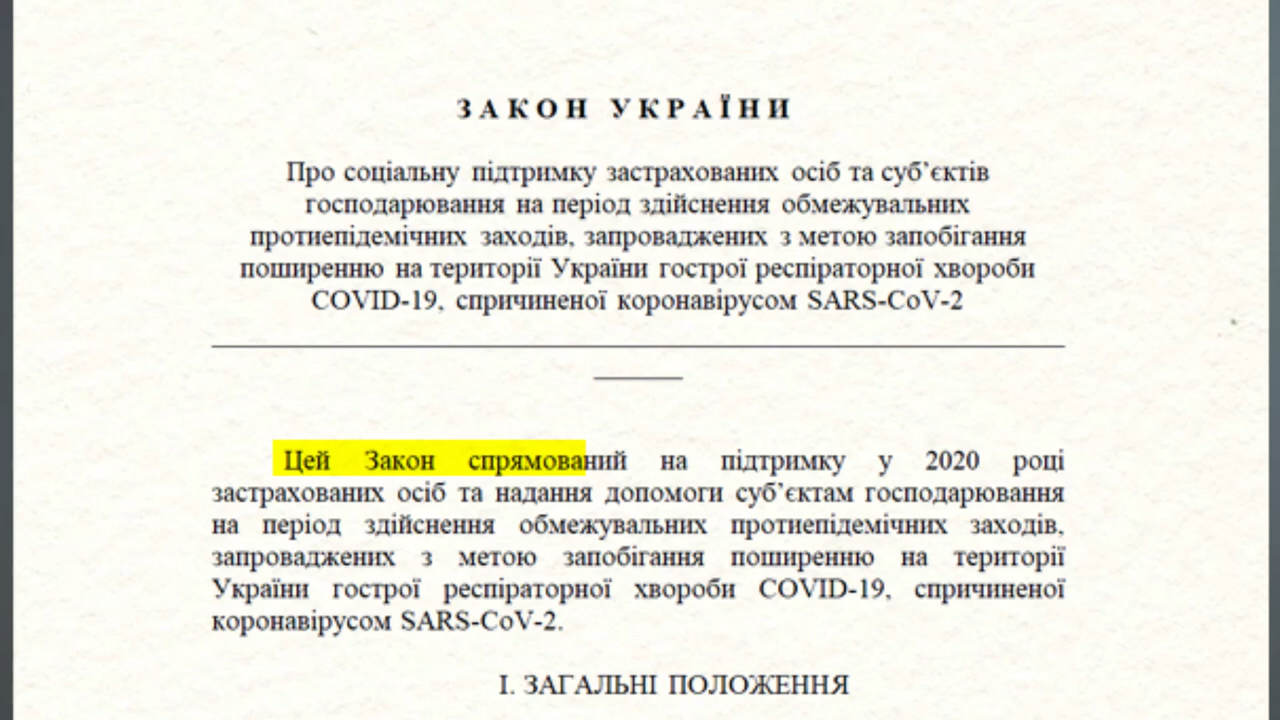 ЗАКОН УКРАЇНИ
Про соціальну підтримку застрахованих осіб та суб’єктів
господарювання на період здійснення обмежувальних
протиепідемічних заходів, запроваджених з метою запобігання
поширенню на території України гострої респіраторної хвороби
COVID-19, спричиненої коронавірусом SARS-CoV-2
Цей Закон спрямований на підтримку у 2020 році
застрахованих осіб та надання допомоги суб’єктам господарювання
на період здійснення обмежувальних протиепідемічних заходів,
запроваджених з метою запобігання поширенню на території
України гострої респіраторної хвороби COVID-19, спричиненої
коронавірусом SARS-CoV-2.
І. ЗАГАЛЬНІ ПОЛОЖЕННЯ